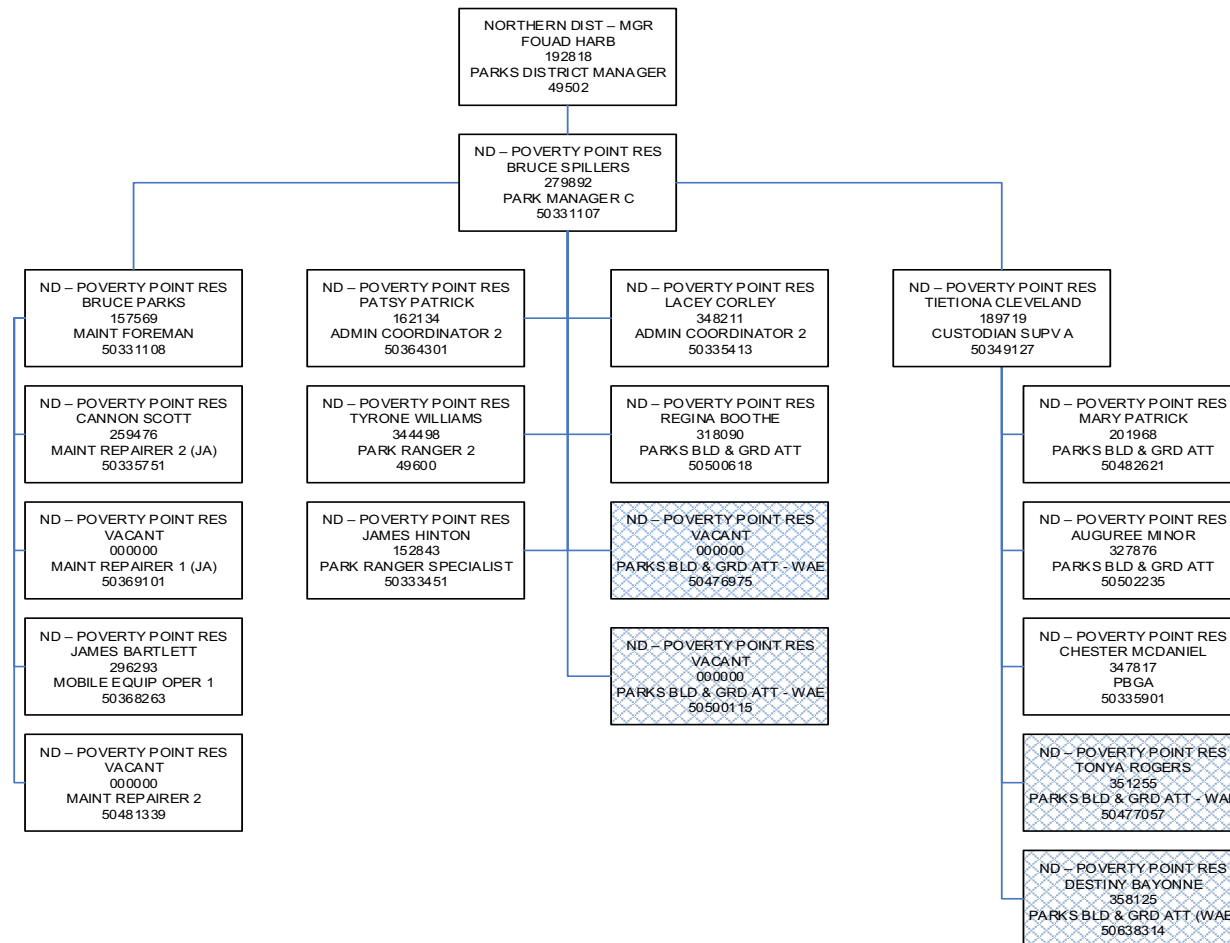 NORTHERN DIST – MGR
FOUAD HARB
192818
PARKS DISTRICT MANAGER
49502
ND – POVERTY POINT RES
BRUCE SPILLERS
279892
PARK MANAGER C
50331107
ND – POVERTY POINT RES
BRUCE PARKS
157569
MAINT FOREMAN
50331108
ND – POVERTY POINT RES
CANNON SCOTT
259476
MAINT REPAIRER 2 (JA)
50335751
ND – POVERTY POINT RES
VACANT
000000
MAINT REPAIRER 1 (JA)
50369101
ND – POVERTY POINT RES
JAMES BARTLETT
296293
MOBILE EQUIP OPER 1
50368263
ND – POVERTY POINT RES
VACANT
000000
MAINT REPAIRER 2
50481339
ND – POVERTY POINT RES
PATSY PATRICK
162134
ADMIN COORDINATOR 2
50364301
ND – POVERTY POINT RES
TYRONE WILLIAMS
344498
PARK RANGER 2
49600
ND – POVERTY POINT RES
JAMES HINTON
152843
PARK RANGER SPECIALIST
50333451
ND – POVERTY POINT RES
LACEY CORLEY
348211
ADMIN COORDINATOR 2
50335413
ND – POVERTY POINT RES
REGINA BOOTHE
318090
PARKS BLD & GRD ATT
50500618
ND – POVERTY POINT RES
VACANT
000000
PARKS BLD & GRD ATT - WAE
50476975
ND – POVERTY POINT RES
VACANT
000000
PARKS BLD & GRD ATT - WAE
50500115
ND – POVERTY POINT RES
TIETIONA CLEVELAND
189719
CUSTODIAN SUPV A
50349127
ND – POVERTY POINT RES
MARY PATRICK
201968
PARKS BLD & GRD ATT
50482621
ND – POVERTY POINT RES
AUGUREE MINOR
327876
PARKS BLD & GRD ATT
50502235
ND – POVERTY POINT RES
CHESTER MCDANIEL
347817
PBGA
50335901
ND – POVERTY POINT RES
TONYA ROGERS
351255
PARKS BLD & GRD ATT - WAE
50477057
ND – POVERTY POINT RES
DESTINY BAYONNE
358125
PARKS BLD & GRD ATT (WAE
50638314